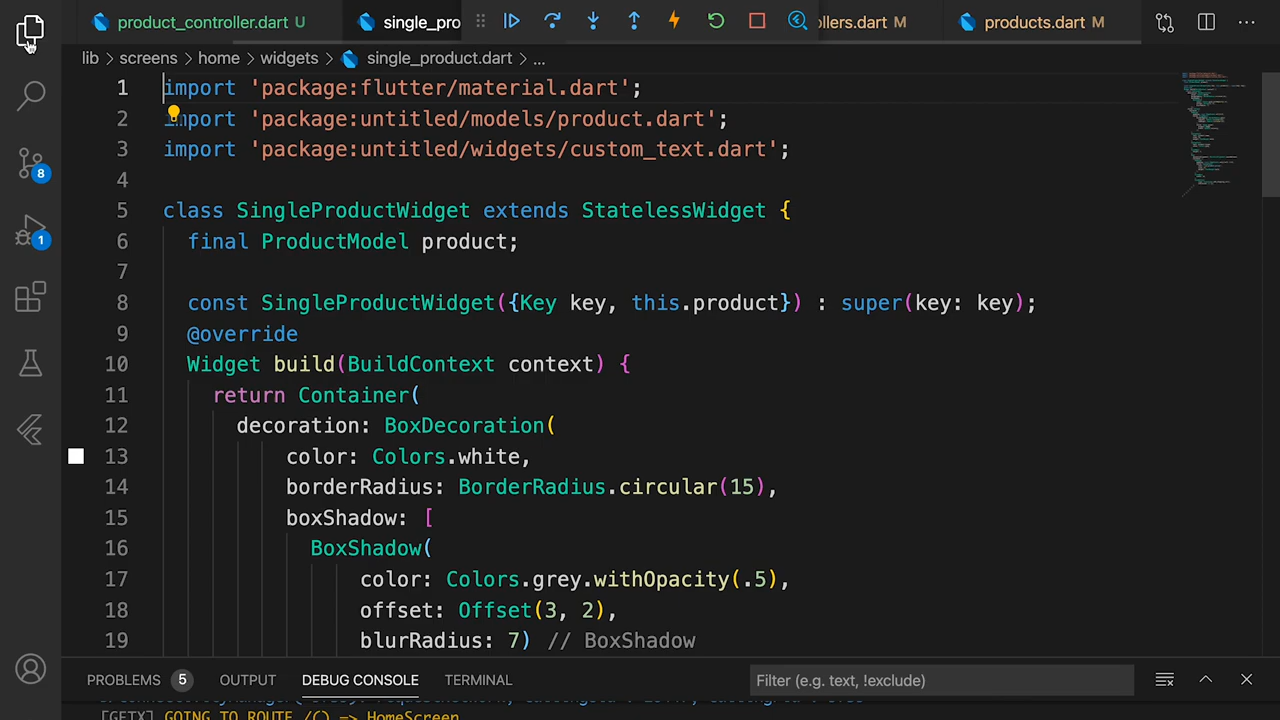 product_controller.dart U
single_pro
llers.dart M
products.dart M
lib > screens > home > widgets > single_product.dart > ...
1 import 'package:flutter/material.dart';
2 import 'package:untitled/models/product.dart';
3 import 'package:untitled/widgets/custom_text.dart';
4
5 class SingleProductWidget extends StatelessWidget {
6 final ProductModel product;
7
8 const SingleProductWidget({Key key, this.product}) : super(key: key);
9 @override
10 Widget build(BuildContext context) {
11 return Container(
12 decoration: BoxDecoration(
13 color: Colors.white,
14 borderRadius: BorderRadius.circular(15),
15 boxShadow: [
16 BoxShadow(
17 color: Colors.grey.withOpacity(.5),
18 offset: Offset(3, 2),
19 blurRadius: 7) // BoxShadow
8
1
PROBLEMS 5 OUTPUT DEBUG CONSOLE TERMINAL Filter (e.g. text, !exclude)
[GETX] GOING TO ROUTE /() => HomeScreen